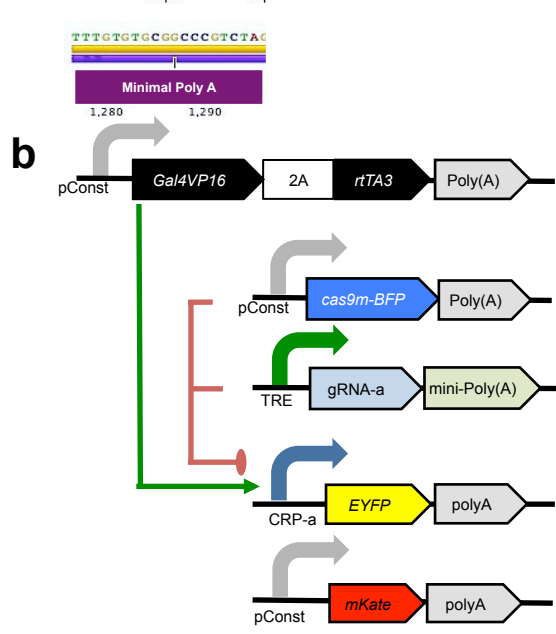 TTTGTGTGCGGCCCGTCTAG
Minimal Poly A
1,280 1,290
b
pConst Gal4VP16 2A rtTA3 Poly(A)
pConst cas9m-BFP Poly(A)
TRE gRNA-a mini-Poly(A)
CRP-a EYFP polyA
pConst mKate polyA